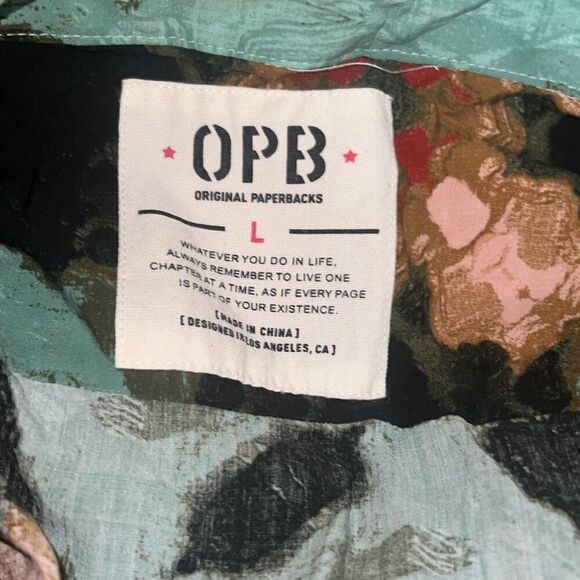 OPB
ORIGINAL PAPERBACKS
L
WHATEVER YOU DO IN LIFE,
ALWAYS REMEMBER TO LIVE ONE
CHAPTER AT A TIME, AS IF EVERY PAGE
IS PART OF YOUR EXISTENCE.
[ MADE IN CHINA ]
[ DESIGNED IN LOS ANGELES, CA ]